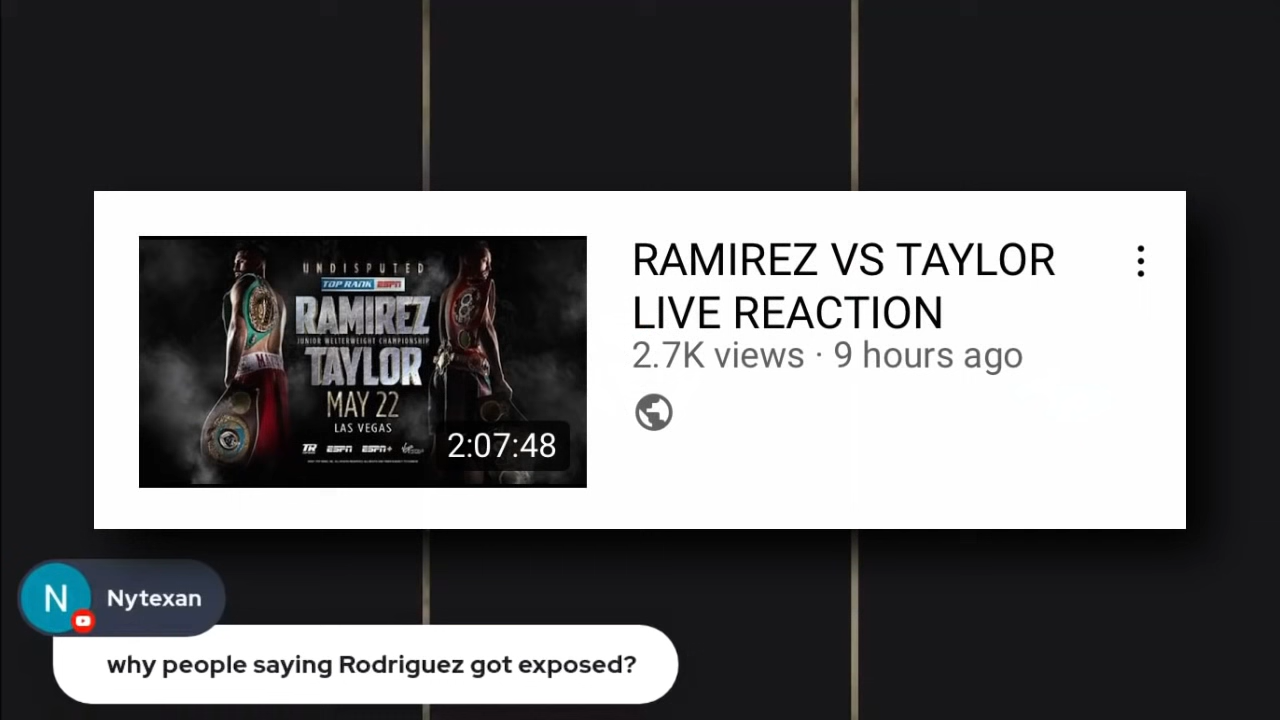 UNDISPUTED
TOP RANK ESPN
RAMIREZ
JUNIOR WELTERWEIGHT CHAMPIONSHIP
TAYLOR
MAY 22
LAS VEGAS
TR ESPN ESPN+
2:07:48
RAMIREZ VS TAYLOR
LIVE REACTION
2.7K views · 9 hours ago
N
Nytexan
why people saying Rodriguez got exposed?